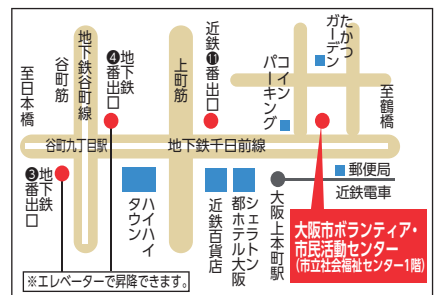 至日本橋
谷町筋
地下鉄谷町線
❹番出口
地下鉄
上町筋
近鉄⓫番出口
コイン
パーキング
たかつ
ガーデン
至鶴橋
谷町九丁目駅
地下鉄千日前線
❸番出口
地下鉄
ハイハイ
タウン
近鉄百貨店
シェラトン
都ホテル大阪
大阪上本町駅
郵便局
近鉄電車
大阪市ボランティア・
市民活動センター
(市立社会福祉センター1階)
※エレベーターで昇降できます。